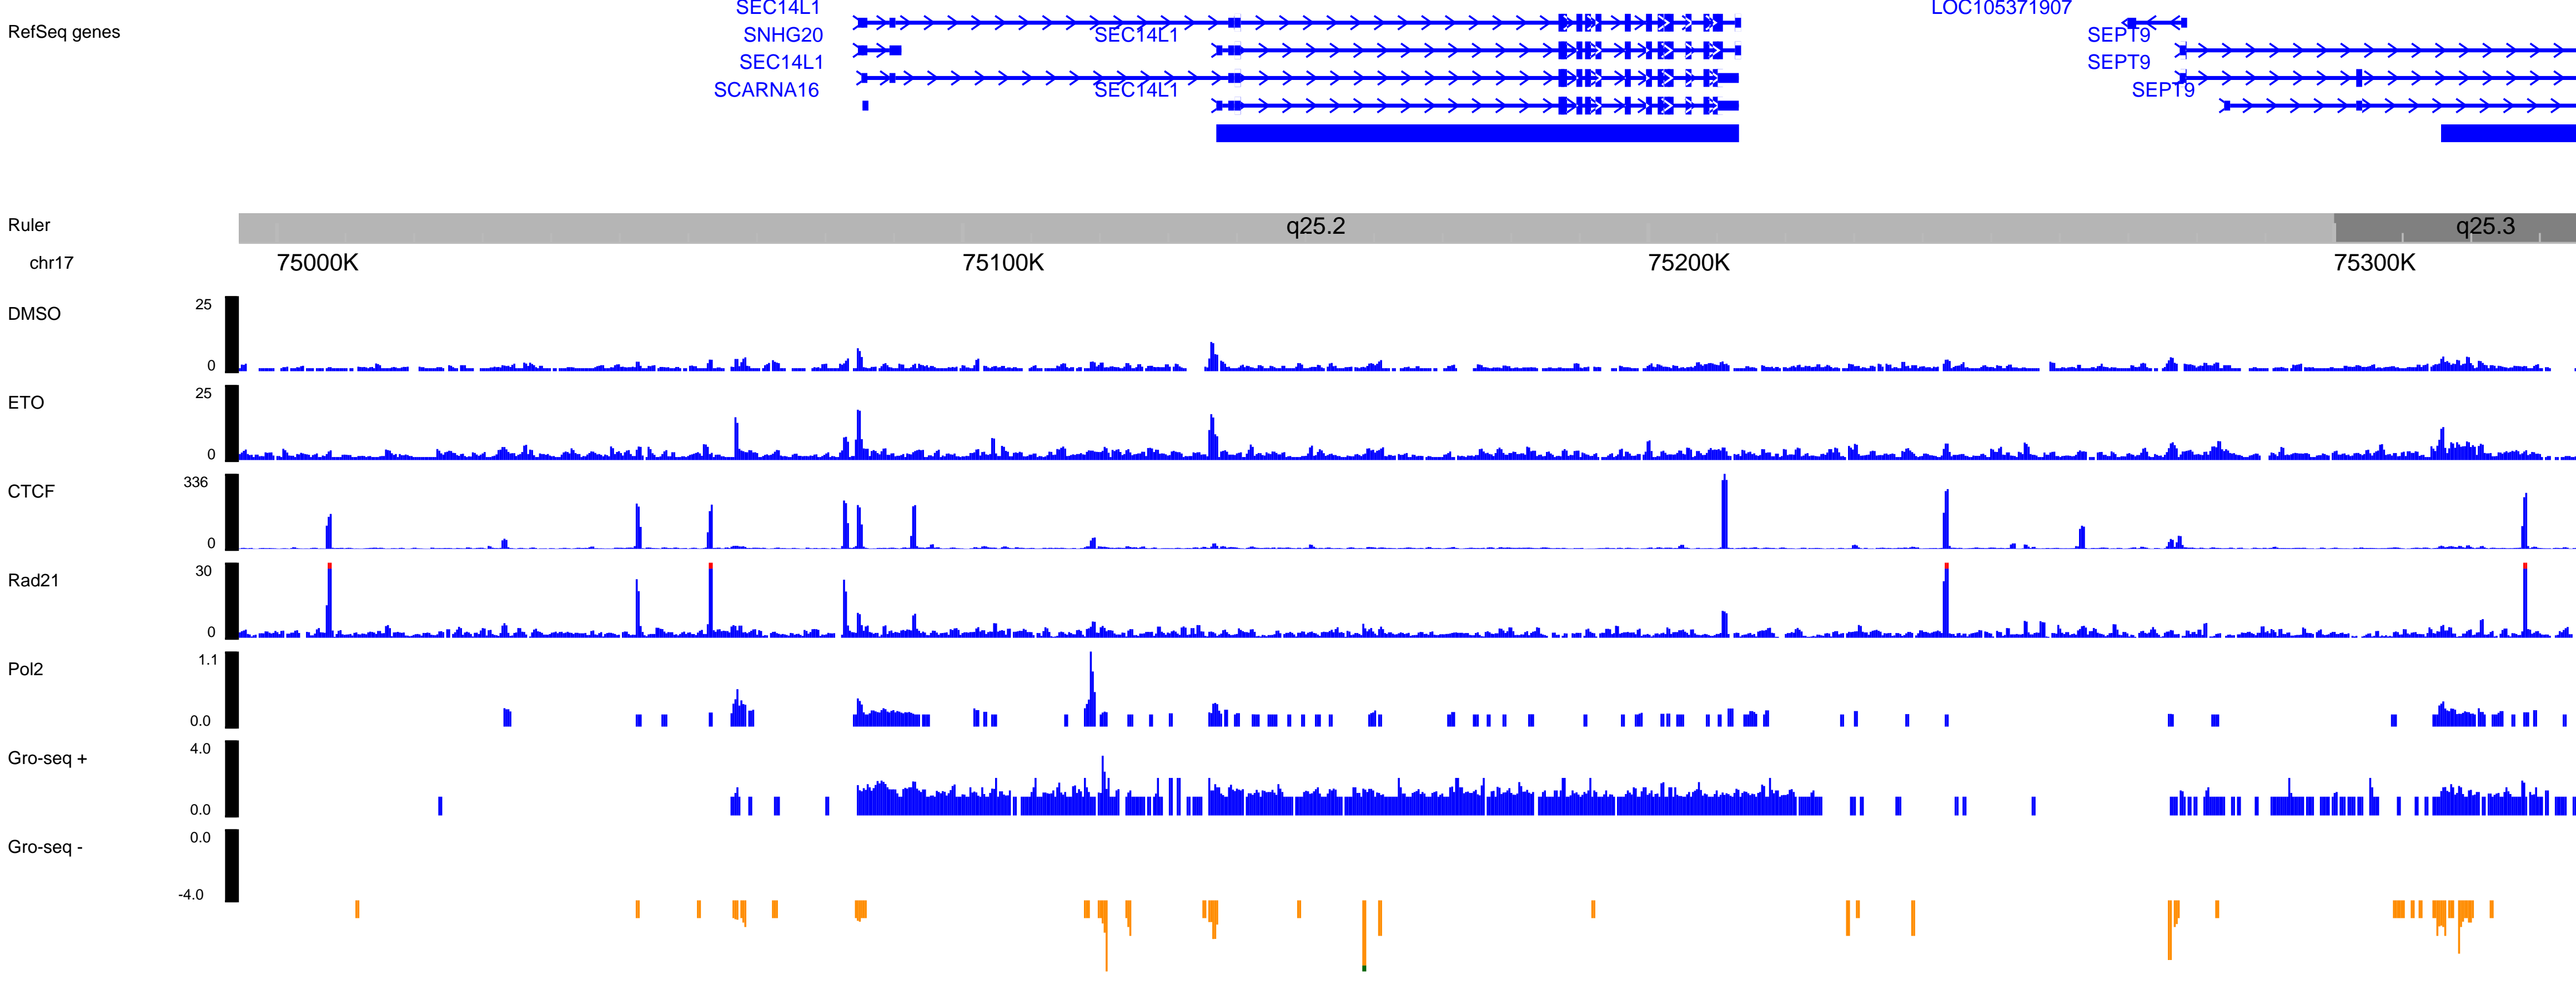 SEC14L1
LOC105371907
RefSeq genes
SNHG20
SEC14L1
SEPT9
SEC14L1
SEPT9
SCARNA16
SEC14L1
SEPT9
Ruler
q25.2
q25.3
chr17
75000K
75100K
75200K
75300K
25
DMSO
0
25
ETO
0
336
CTCF
0
30
Rad21
0
1.1
Pol2
0.0
4.0
Gro-seq +
0.0
0.0
Gro-seq -
-4.0